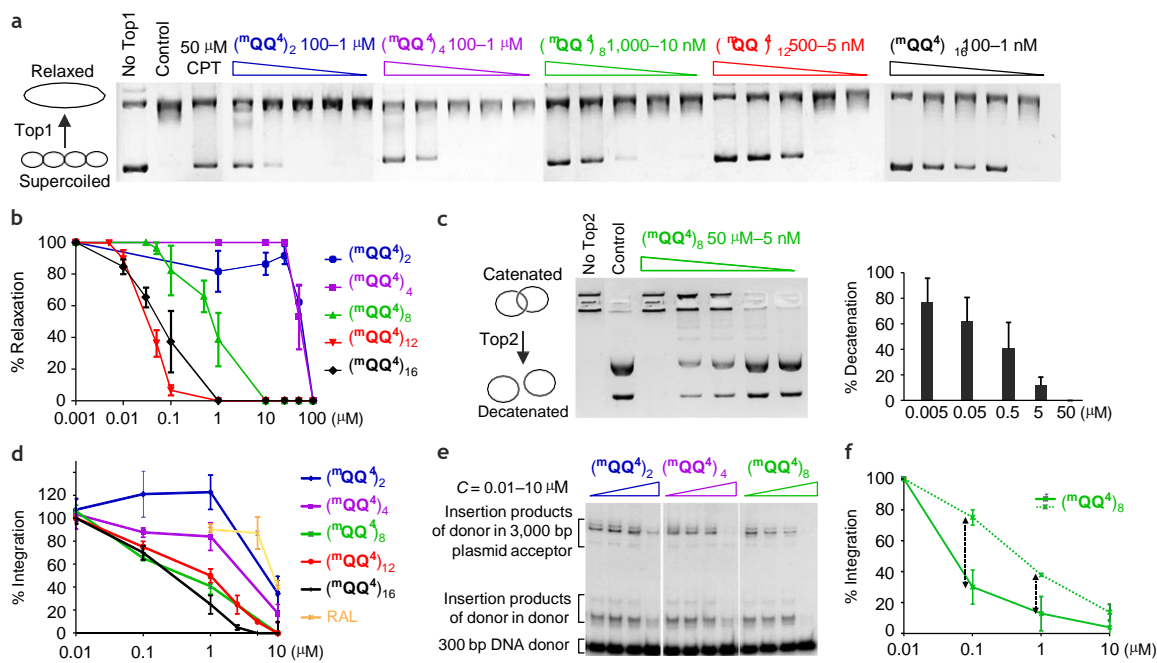 a
No Top1
Control
50 µM
CPT
(ᵐQQ⁴)₂ 100–1 µM
(ᵐQQ⁴)₄ 100–1 µM
(ᵐQQ⁴)₈ 1,000–10 nM
(ᵐQQ⁴)₁₂ 500–5 nM
(ᵐQQ⁴)₁₆ 100–1 nM
Relaxed
Top1
Supercoiled
b
% Relaxation
100
80
60
40
20
0
0.001 0.01 0.1 1 10 100 (µM)
(ᵐQQ⁴)₂
(ᵐQQ⁴)₄
(ᵐQQ⁴)₈
(ᵐQQ⁴)₁₂
(ᵐQQ⁴)₁₆
c
No Top2
Control
(ᵐQQ⁴)₈ 50 µM–5 nM
Catenated
Top2
Decatenated
% Decatenation
100
80
60
40
20
0
0.005 0.05 0.5 5 50 (µM)
d
% Integration
120
100
80
60
40
20
0
0.01 0.1 1 10 (µM)
(ᵐQQ⁴)₂
(ᵐQQ⁴)₄
(ᵐQQ⁴)₈
(ᵐQQ⁴)₁₂
(ᵐQQ⁴)₁₆
RAL
e
(ᵐQQ⁴)₂
(ᵐQQ⁴)₄
(ᵐQQ⁴)₈
C = 0.01–10 µM
Insertion products
of donor in 3,000 bp
plasmid acceptor
Insertion products
of donor in donor
300 bp DNA donor
f
% Integration
100
80
60
40
20
0
0.01 0.1 1 10 (µM)
(ᵐQQ⁴)₈